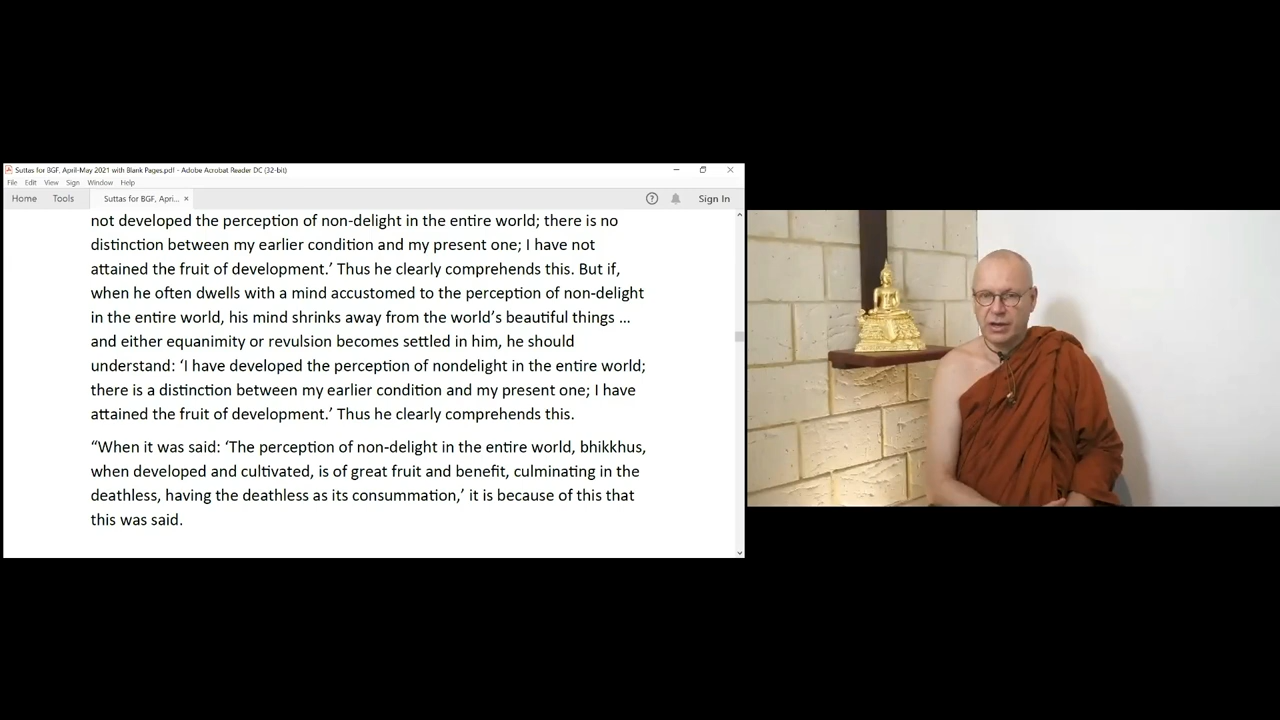 Suttas for BGF, April-May 2021 with Blank Pages.pdf - Adobe Acrobat Reader DC (32-bit)
File Edit View Sign Window Help
Home Tools Suttas for BGF, Apri... × Sign In
not developed the perception of non-delight in the entire world; there is no
distinction between my earlier condition and my present one; I have not
attained the fruit of development.’ Thus he clearly comprehends this. But if,
when he often dwells with a mind accustomed to the perception of non-delight
in the entire world, his mind shrinks away from the world’s beautiful things ...
and either equanimity or revulsion becomes settled in him, he should
understand: ‘I have developed the perception of nondelight in the entire world;
there is a distinction between my earlier condition and my present one; I have
attained the fruit of development.’ Thus he clearly comprehends this.
“When it was said: ‘The perception of non-delight in the entire world, bhikkhus,
when developed and cultivated, is of great fruit and benefit, culminating in the
deathless, having the deathless as its consummation,’ it is because of this that
this was said.